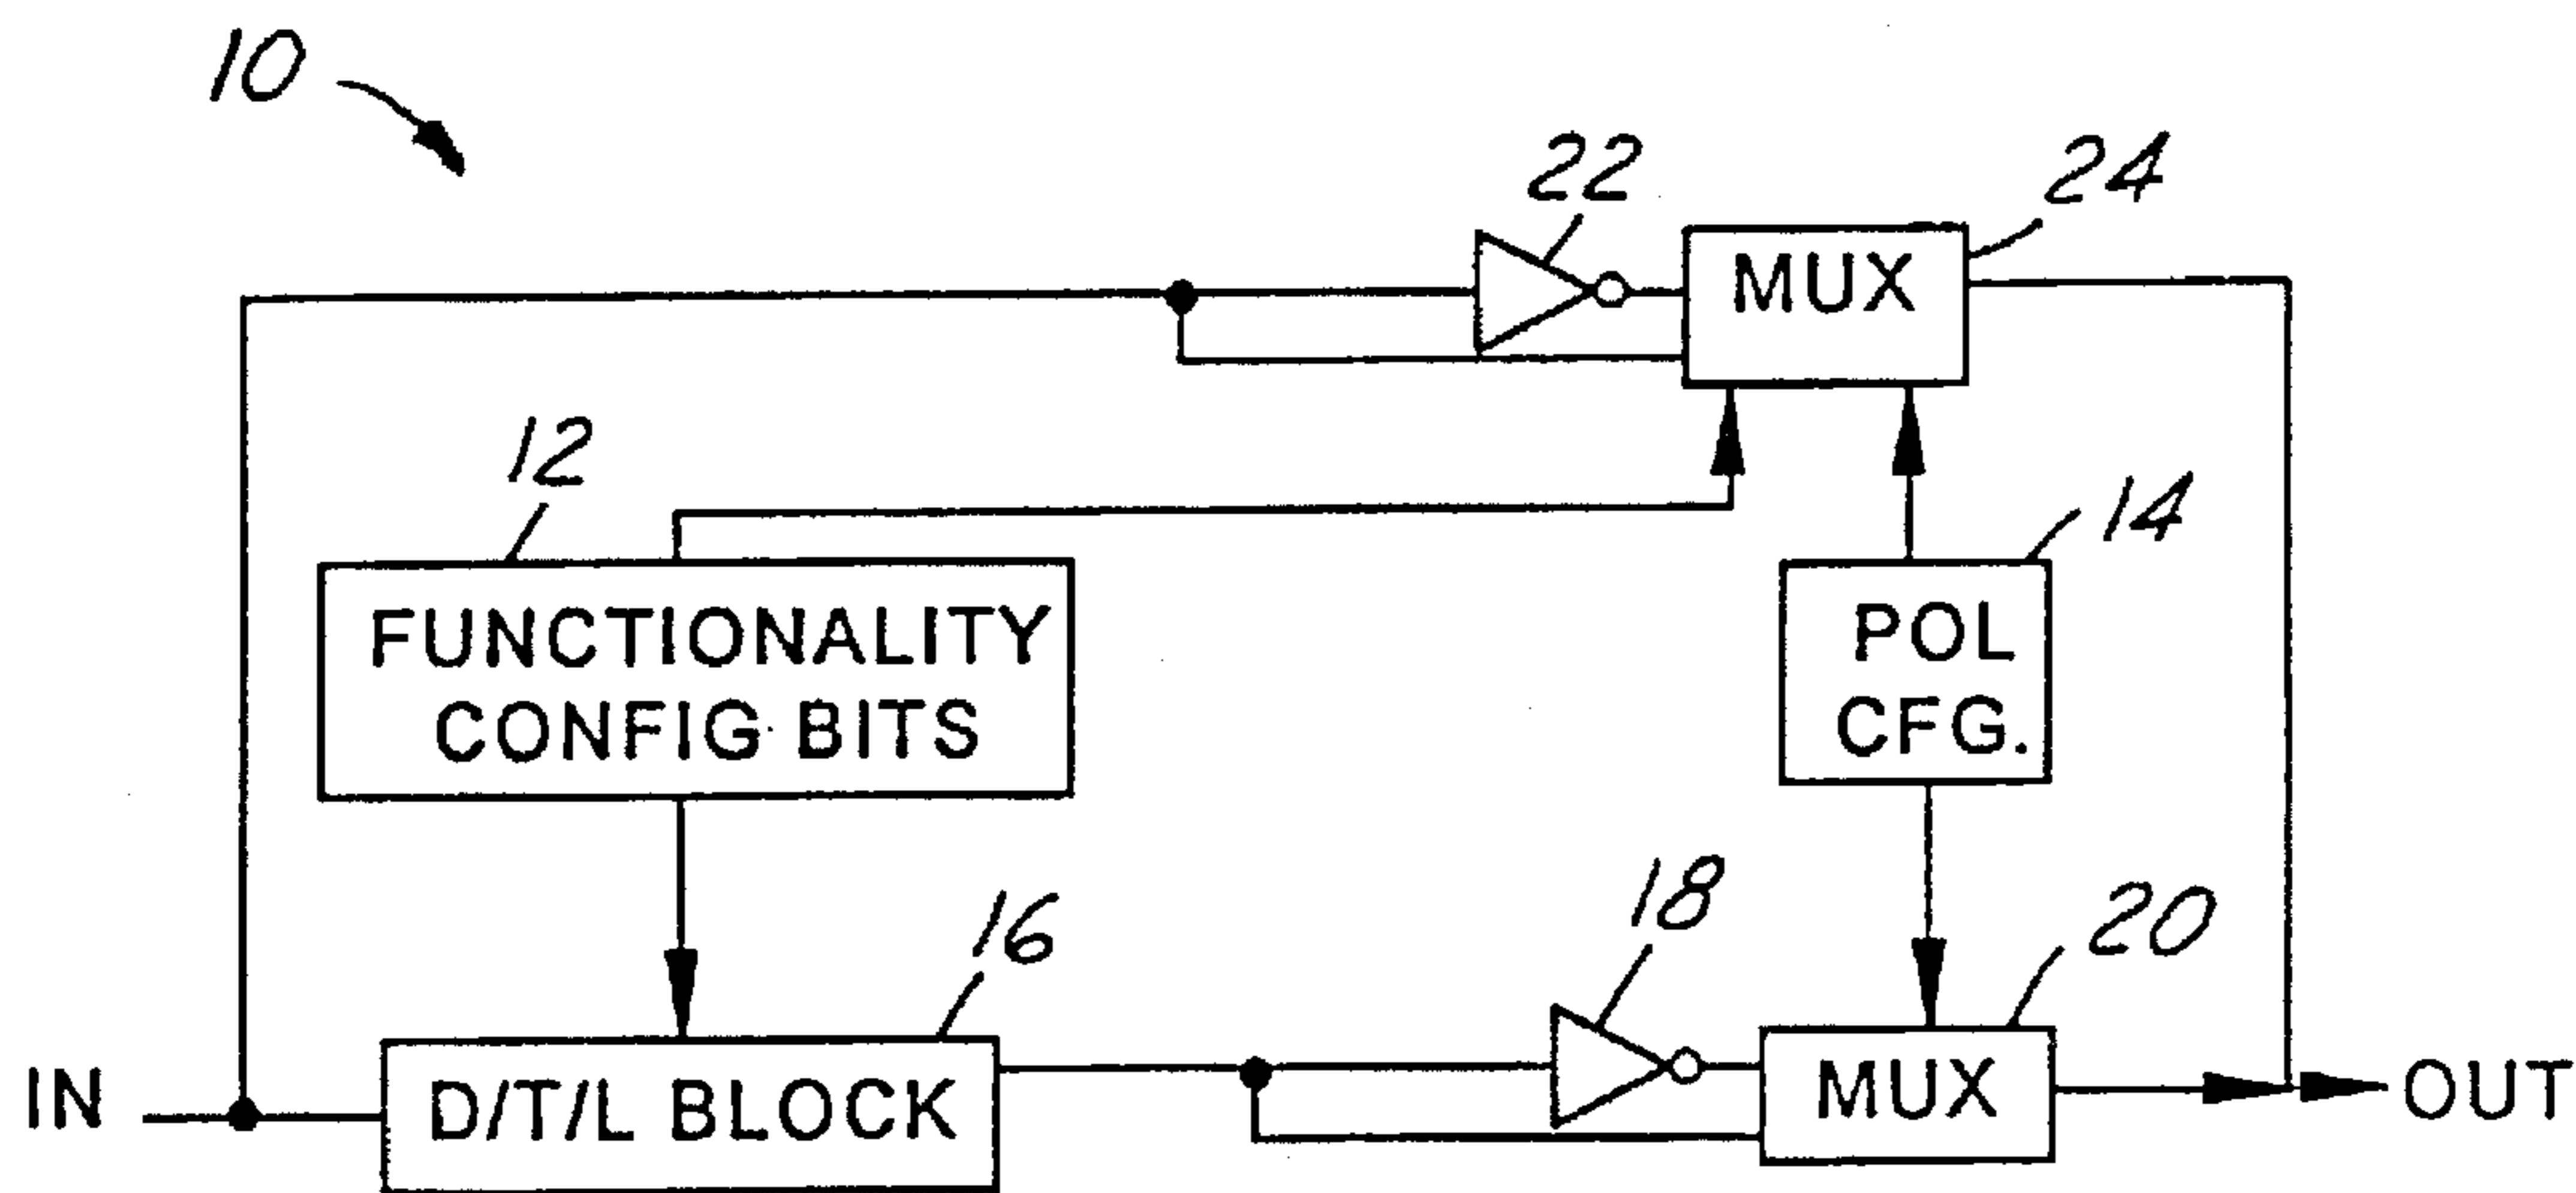 10
22
24
MUX
12
14
FUNCTIONALITY
CONFIG BITS
POL
CFG.
16
18
20
IN
D/T/L BLOCK
MUX
OUT